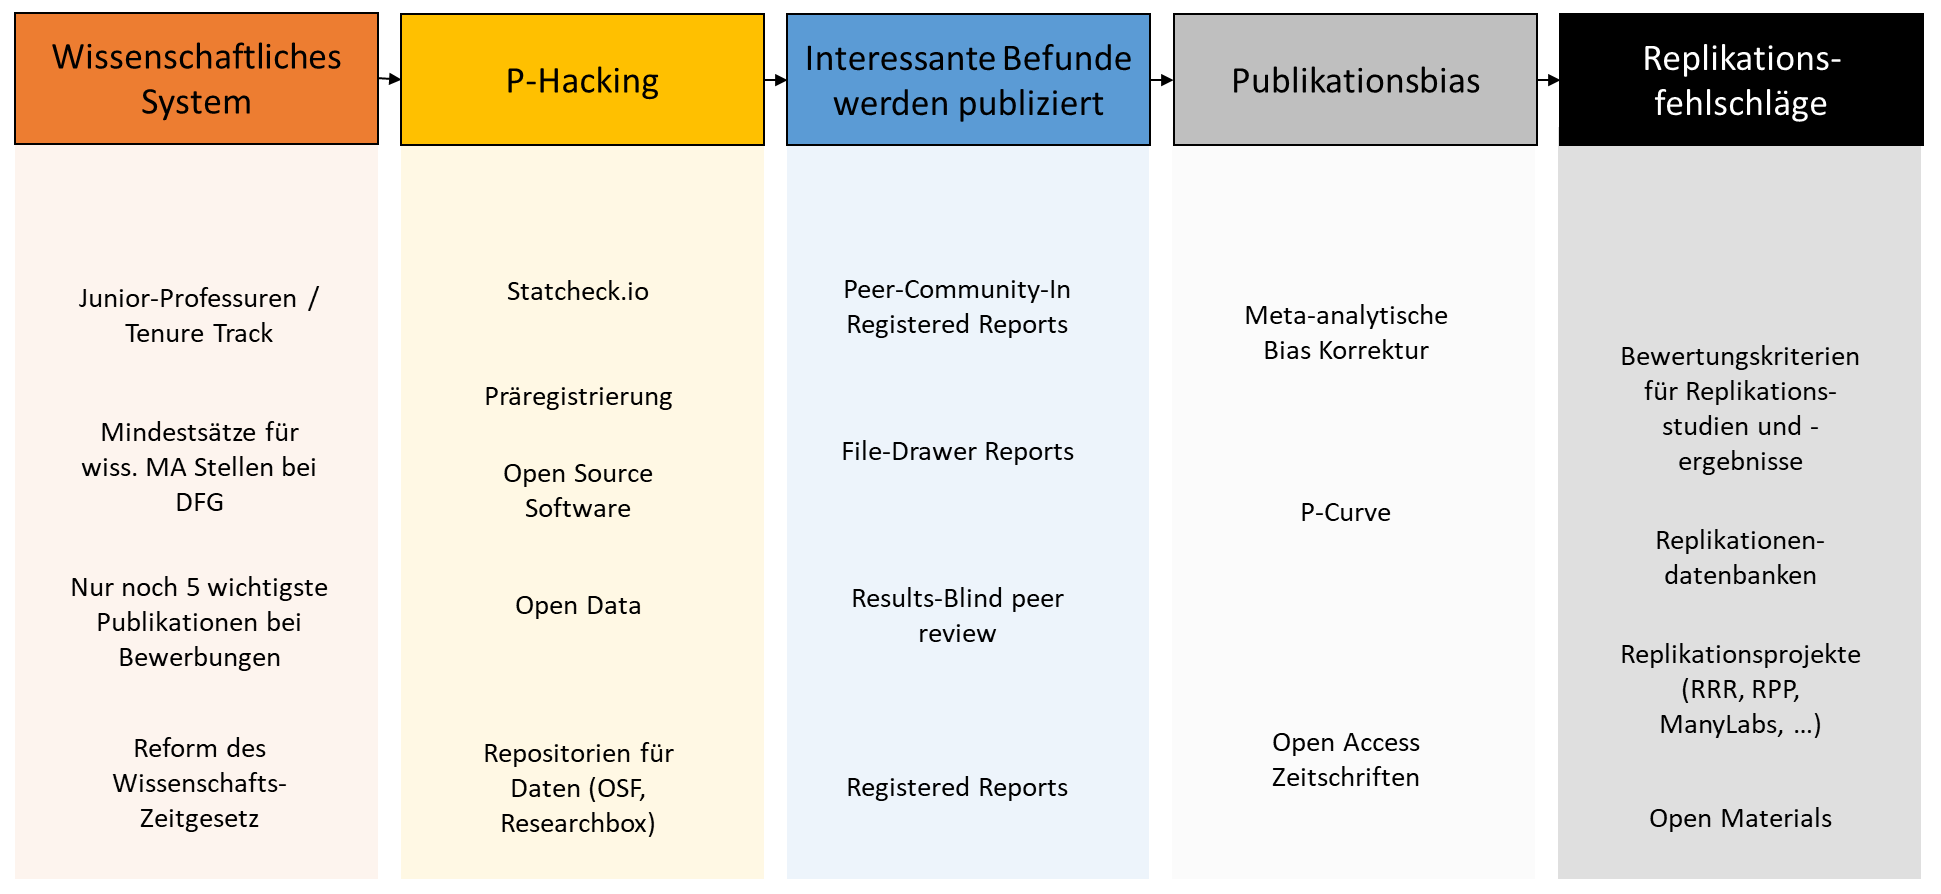 Wissenschaftliches
System
P-Hacking
Interessante Befunde
werden publiziert
Publikationsbias
Replikations-
fehlschläge
Junior-Professuren /
Tenure Track
Mindestsätze für
wiss. MA Stellen bei
DFG
Nur noch 5 wichtigste
Publikationen bei
Bewerbungen
Reform des
Wissenschafts-
Zeitgesetz
Statcheck.io
Präregistrierung
Open Source
Software
Open Data
Repositorien für
Daten (OSF,
Researchbox)
Peer-Community-In
Registered Reports
File-Drawer Reports
Results-Blind peer
review
Registered Reports
Meta-analytische
Bias Korrektur
P-Curve
Open Access
Zeitschriften
Bewertungskriterien
für Replikations-
studien und -
ergebnisse
Replikationen-
datenbanken
Replikationsprojekte
(RRR, RPP,
ManyLabs, ...)
Open Materials